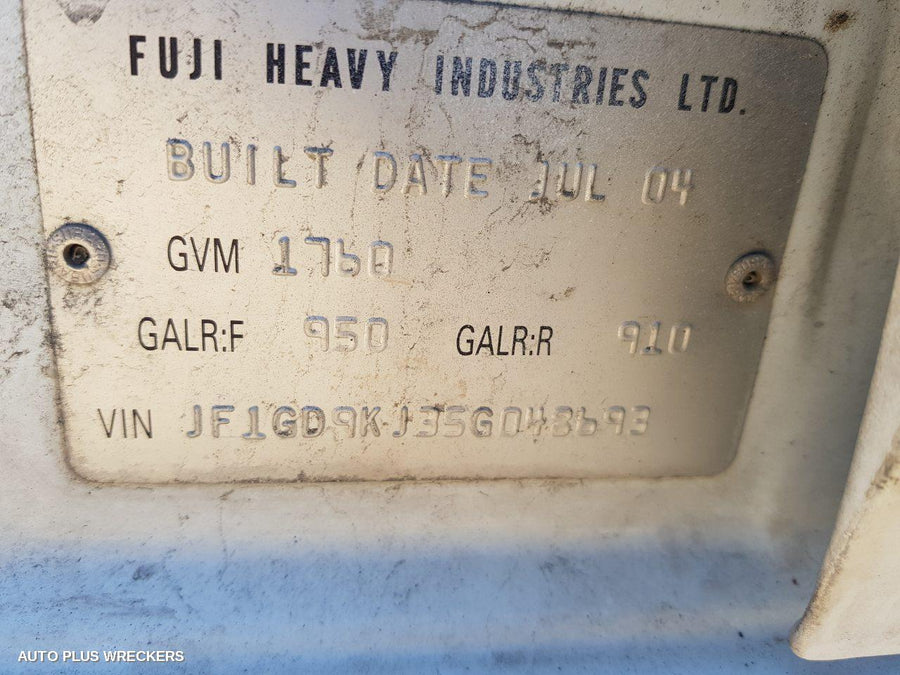 FUJI HEAVY INDUSTRIES LTD.
BUILT DATE JUL 04
GVM 1760
GALR:F 950 GALR:R 910
VIN JF1GD9KJ35G048693
AUTO PLUS WRECKERS